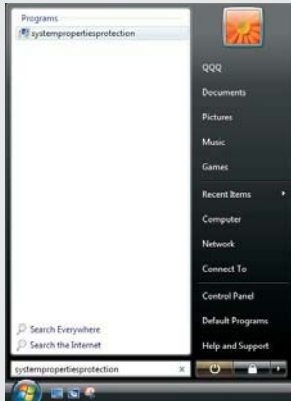 Programs
systempropertiesprotection
QQQ
Documents
Pictures
Music
Games
Recent Items
Computer
Network
Connect To
Control Panel
Default Programs
Help and Support
Search Everywhere
Search the Internet
systempropertiesprotection